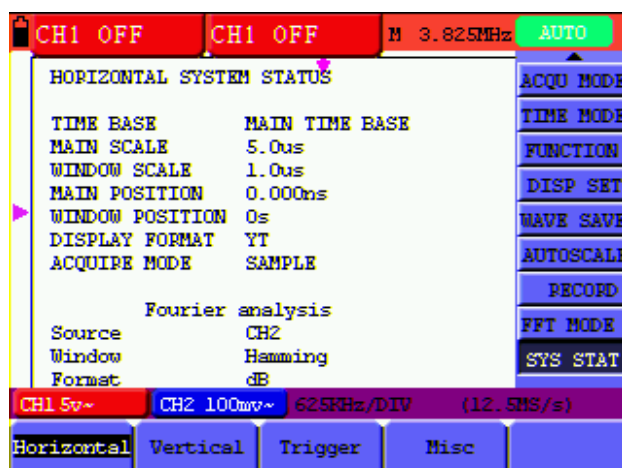 CH1 OFF CH1 OFF M 3.825MHz AUTO
HORIZONTAL SYSTEM STATUS
TIME BASE MAIN TIME BASE
MAIN SCALE 5.0us
WINDOW SCALE 1.0us
MAIN POSITION 0.000ns
WINDOW POSITION 0s
DISPLAY FORMAT YT
ACQUIRE MODE SAMPLE
Fourier analysis
Source CH2
Window Hamming
Format dB
ACQU MODE
TIME MODE
FUNCTION
DISP SET
WAVE SAVE
AUTOSCALE
RECORD
FFT MODE
SYS STAT
CH1 5v~ CH2 100mv~ 625KHz/DIV (12.5MS/s)
Horizontal Vertical Trigger Misc